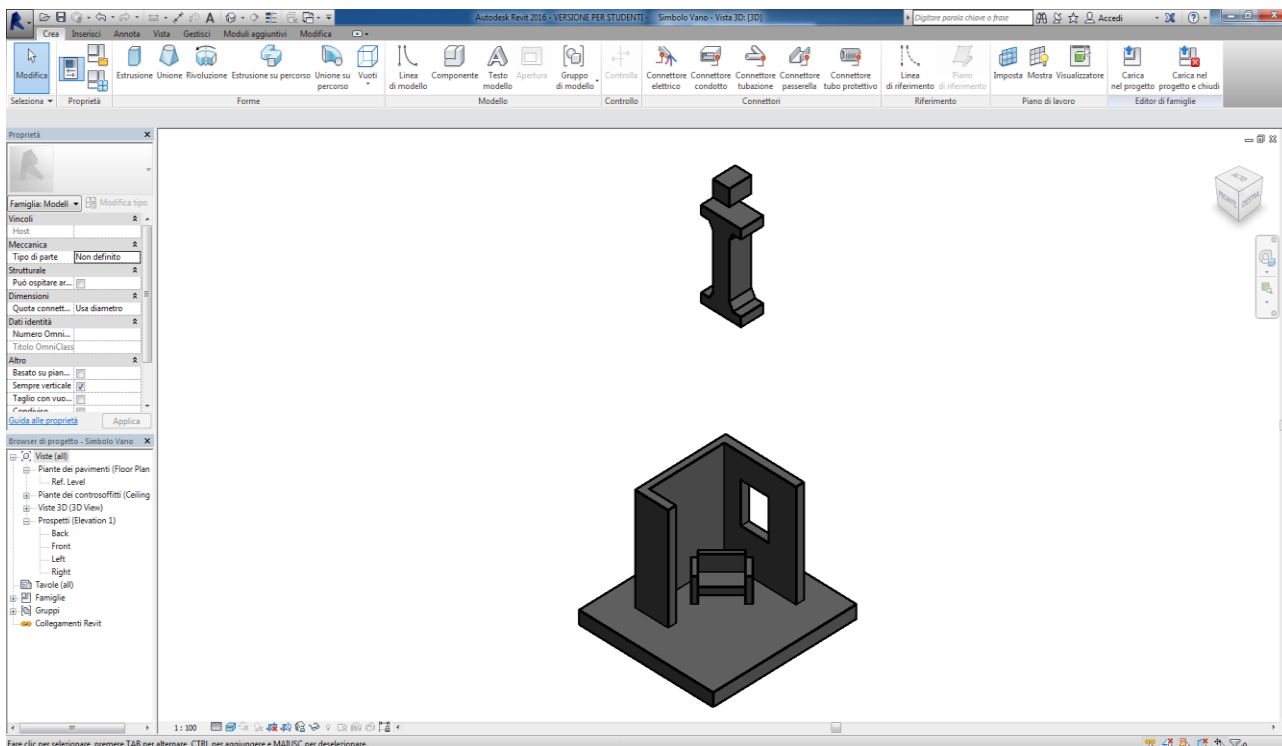 Autodesk Revit 2016 - VERSIONE PER STUDENTI - Simbolo Vano - Vista 3D: {3D}
Digitare parola chiave o frase
Accedi
Crea Inserisci Annota Vista Gestisci Moduli aggiuntivi Modifica
Modifica
Estrusione Unione Rivoluzione Estrusione su percorso Unione su percorso Vuoti
Linea di modello Componente Testo modello Apertura Gruppo di modello
Controllo
Connettore elettrico Connettore condotto Connettore tubazione Connettore passerella Connettore tubo protettivo
Linea di riferimento Piano di riferimento
Imposta Mostra Visualizzatore
Carica nel progetto Carica nel progetto e chiudi
Seleziona Proprietà Forme Modello Controllo Connettori Riferimento Piano di lavoro Editor di famiglie
Proprietà
Famiglia: Modell Modifica tipo
Vincoli
Host
Meccanica
Tipo di parte Non definito
Strutturale
Può ospitare ar...
Dimensioni
Quota connett... Usa diametro
Dati identità
Numero Omni...
Titolo OmniClass
Altro
Basato su pian...
Sempre verticale
Taglio con vuo...
Condiviso
Guida alle proprietà Applica
Browser di progetto - Simbolo Vano
Viste (all)
Piante dei pavimenti (Floor Plan
Ref. Level
Piante dei controsoffitti (Ceiling
Viste 3D (3D View)
Prospetti (Elevation 1)
Back
Front
Left
Right
Tavole (all)
Famiglie
Gruppi
Collegamenti Revit
ALTO
FRONTE DESTRA
1 : 100
Fare clic per selezionare, premere TAB per alternare, CTRL per aggiungere e MAIUSC per deselezionare.